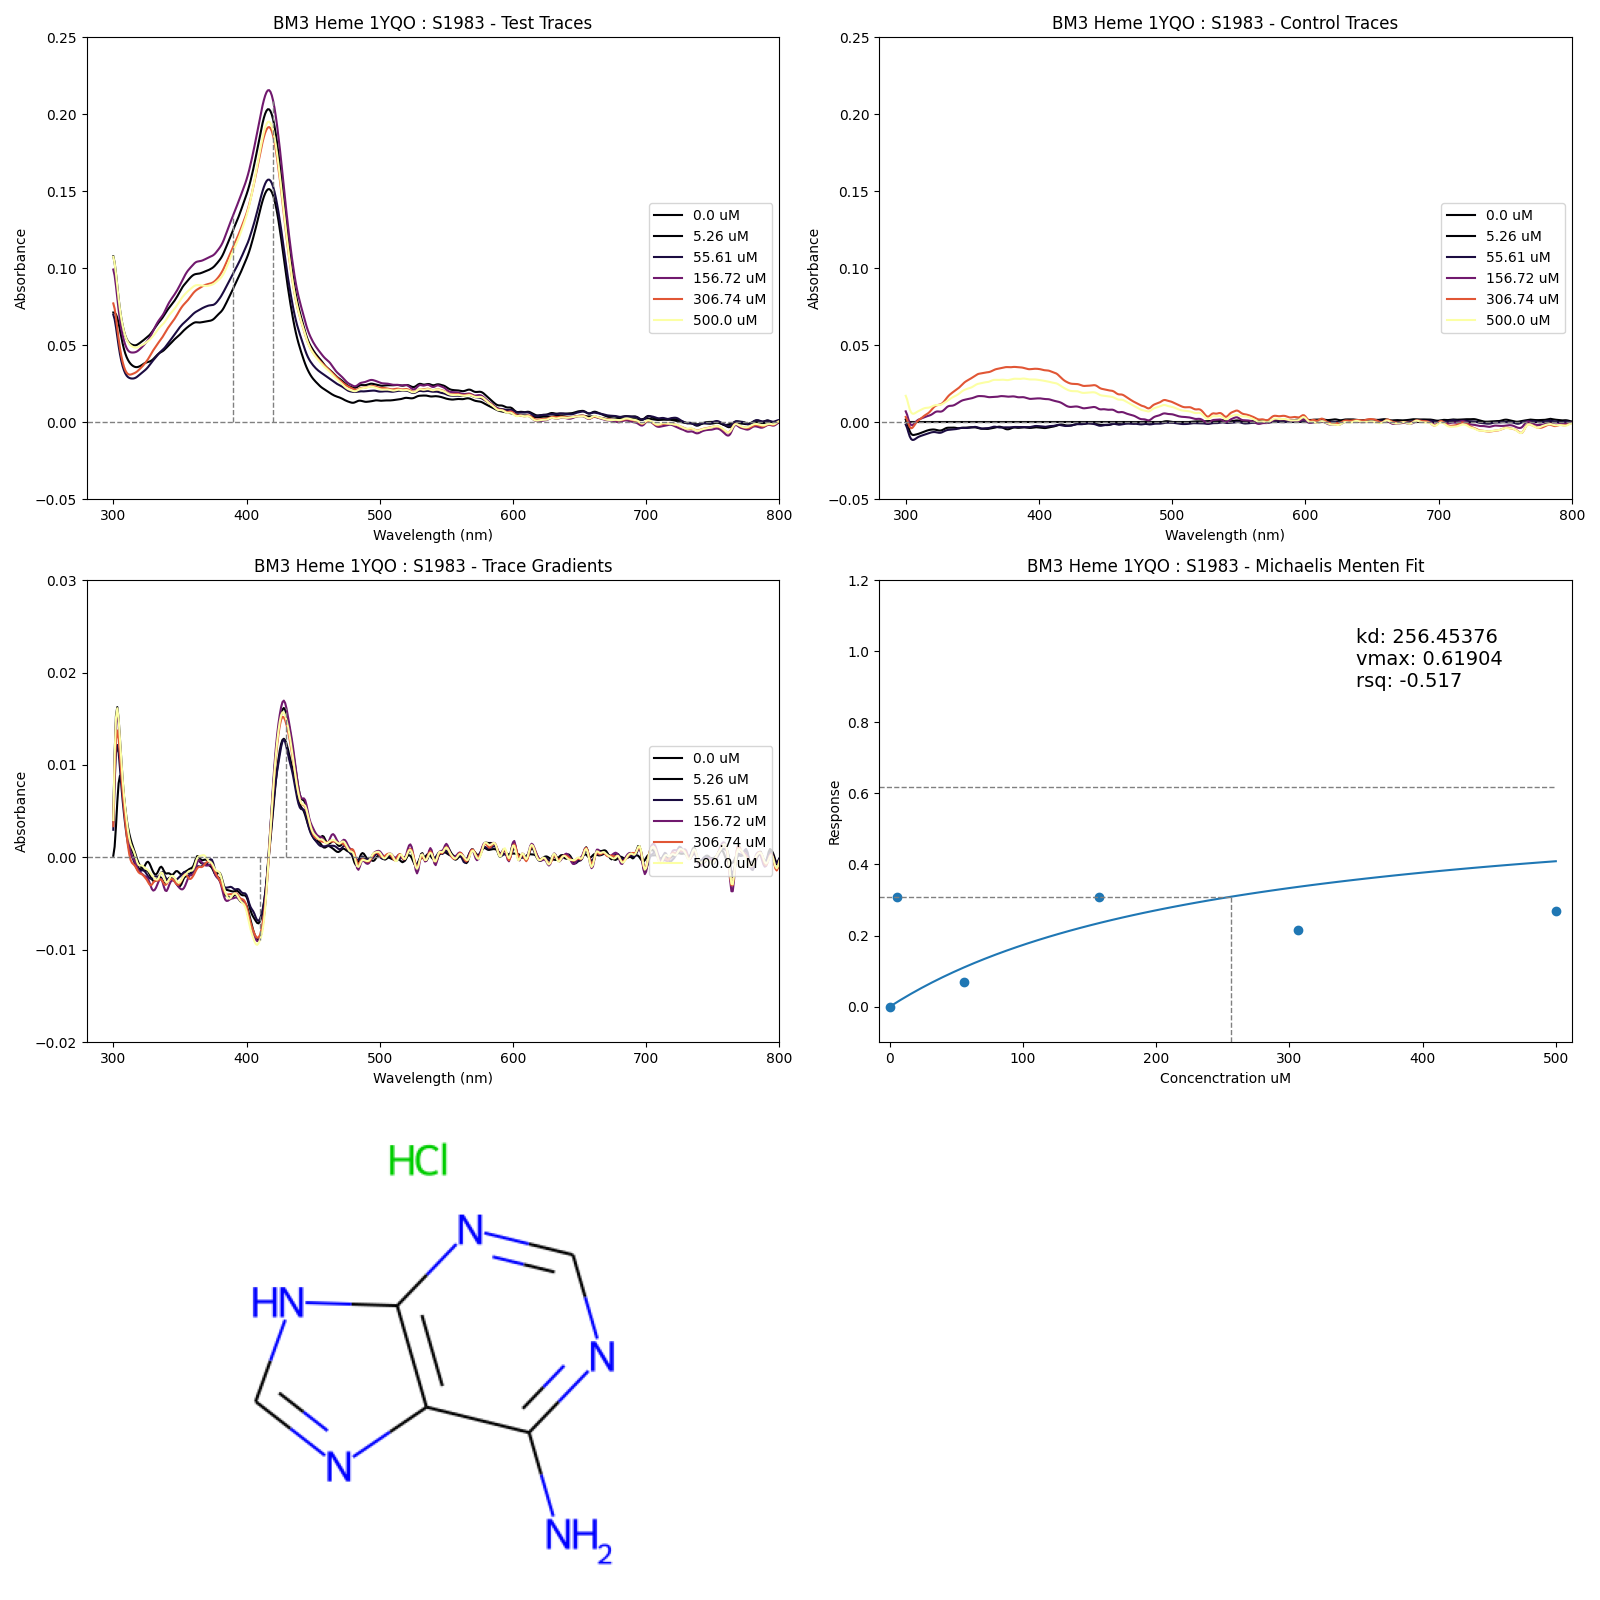 BM3 Heme 1YQO : S1983 - Test Traces
0.25
0.20
0.15
0.10
0.05
0.00
−0.05
Absorbance
300
400
500
600
700
800
Wavelength (nm)
0.0 uM
5.26 uM
55.61 uM
156.72 uM
306.74 uM
500.0 uM
BM3 Heme 1YQO : S1983 - Control Traces
0.25
0.20
0.15
0.10
0.05
0.00
−0.05
Absorbance
300
400
500
600
700
800
Wavelength (nm)
0.0 uM
5.26 uM
55.61 uM
156.72 uM
306.74 uM
500.0 uM
BM3 Heme 1YQO : S1983 - Trace Gradients
0.03
0.02
0.01
0.00
−0.01
−0.02
Absorbance
300
400
500
600
700
800
Wavelength (nm)
0.0 uM
5.26 uM
55.61 uM
156.72 uM
306.74 uM
500.0 uM
BM3 Heme 1YQO : S1983 - Michaelis Menten Fit
1.2
1.0
0.8
0.6
0.4
0.2
0.0
Response
0
100
200
300
400
500
Concenctration uM
kd: 256.45376
vmax: 0.61904
rsq: -0.517
HCl
N
HN
N
N
NH2